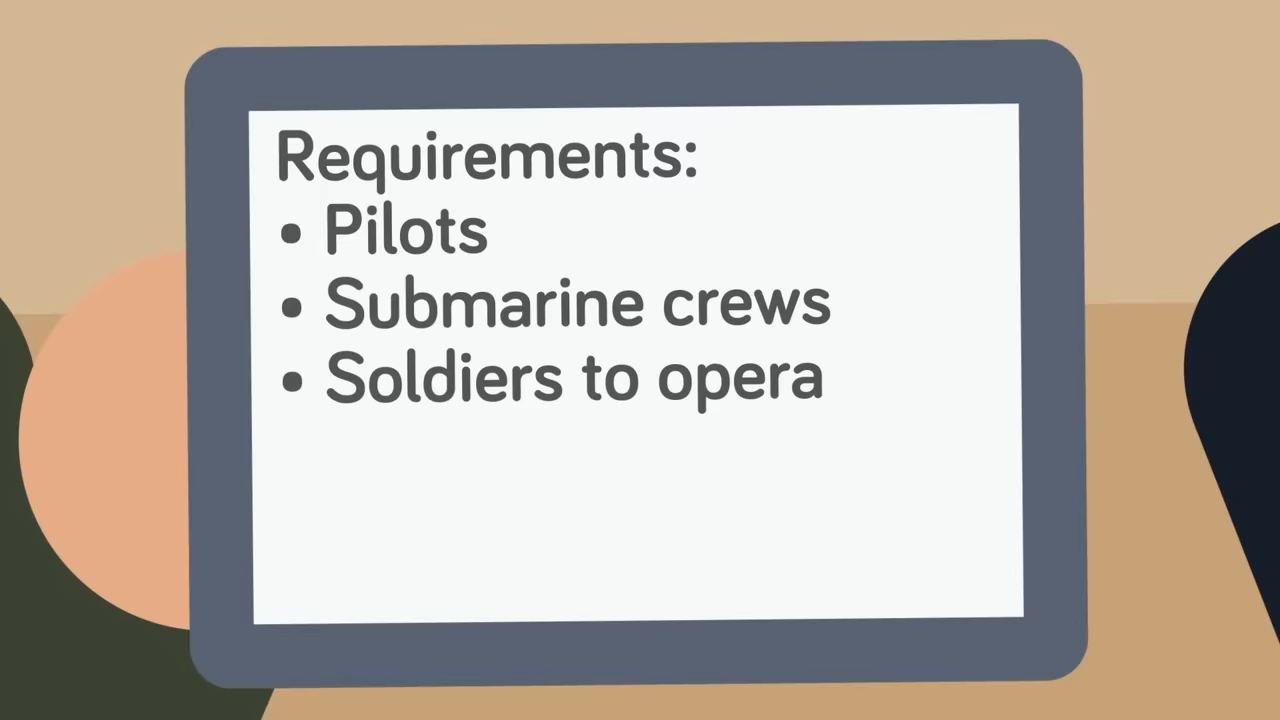 Requirements:
• Pilots
• Submarine crews
• Soldiers to opera